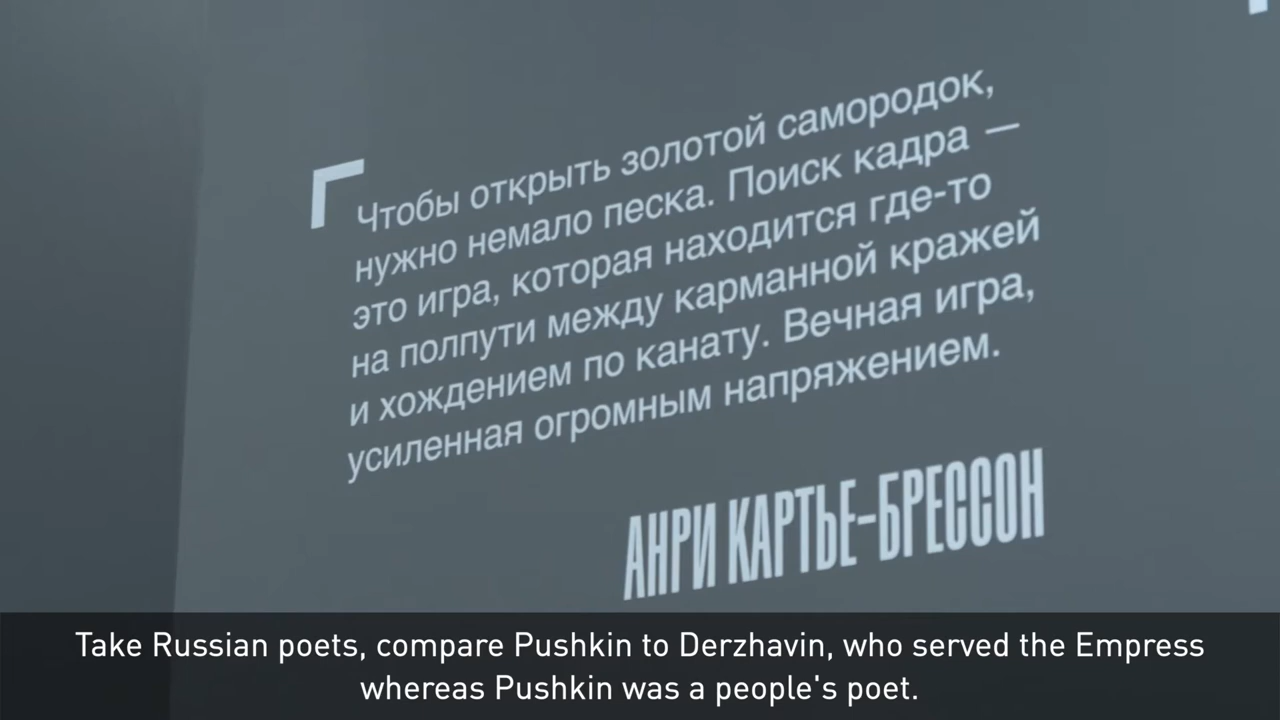 Чтобы открыть золотой самородок,
нужно немало песка. Поиск кадра —
это игра, которая находится где-то
на полпути между карманной кражей
и хождением по канату. Вечная игра,
усиленная огромным напряжением.
АНРИ КАРТЬЕ-БРЕССОН
Take Russian poets, compare Pushkin to Derzhavin, who served the Empress
whereas Pushkin was a people's poet.